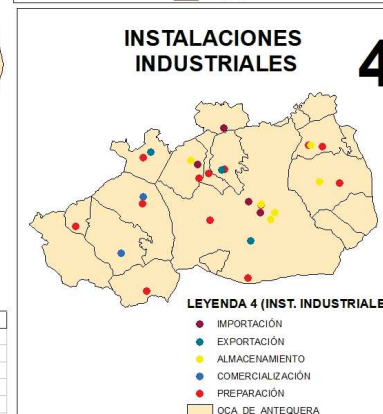 INSTALACIONES
INDUSTRIALES
4
LEYENDA 4 (INST. INDUSTRIALE
IMPORTACIÓN
EXPORTACIÓN
ALMACENAMIENTO
COMERCIALIZACIÓN
PREPARACIÓN
OCA DE ANTEQUERA